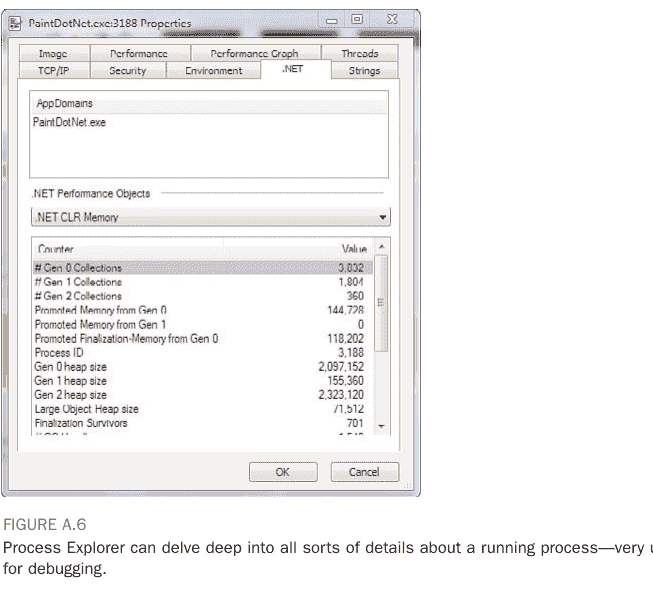 PaintDotNet.exe:3188 Properties
Image Performance Performance Graph Threads
TCP/IP Security Environment .NET Strings
AppDomains
PaintDotNet.exe
.NET Performance Objects
.NET CLR Memory
Counter Value
# Gen 0 Collections 3,032
# Gen 1 Collections 1,804
# Gen 2 Collections 360
Promoted Memory from Gen 0 144,728
Promoted Memory from Gen 1 0
Promoted Finalization-Memory from Gen 0 118,202
Process ID 3,188
Gen 0 heap size 2,097,152
Gen 1 heap size 155,360
Gen 2 heap size 2,323,120
Large Object Heap size 71,512
Finalization Survivors 701
OK Cancel
FIGURE A.6
Process Explorer can delve deep into all sorts of details about a running process—very
for debugging.